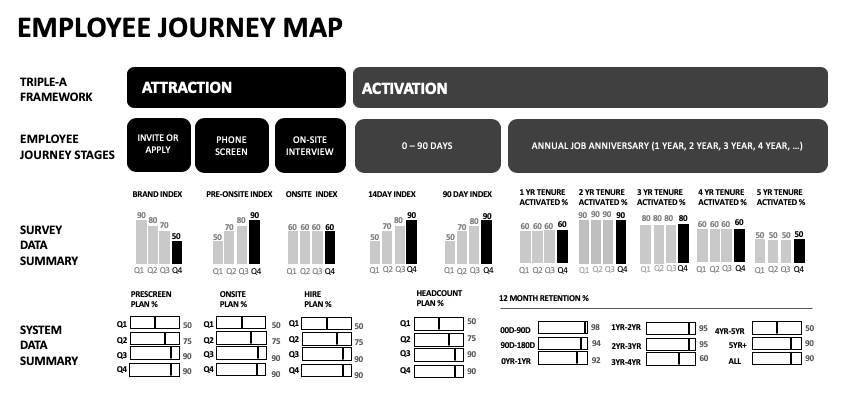 EMPLOYEE JOURNEY MAP
TRIPLE-A
FRAMEWORK
ATTRACTION
ACTIVATION
EMPLOYEE
JOURNEY STAGES
INVITE OR
APPLY
PHONE
SCREEN
ON-SITE
INTERVIEW
0 – 90 DAYS
ANNUAL JOB ANNIVERSARY (1 YEAR, 2 YEAR, 3 YEAR, 4 YEAR, …)
SURVEY
DATA
SUMMARY
BRAND INDEX
90 80 70 50
Q1 Q2 Q3 Q4
PRE-ONSITE INDEX
50 70 80 90
Q1 Q2 Q3 Q4
ONSITE INDEX
60 60 60 60
Q1 Q2 Q3 Q4
14DAY INDEX
50 70 80 90
Q1 Q2 Q3 Q4
90 DAY INDEX
50 70 80 90
Q1 Q2 Q3 Q4
1 YR TENURE
ACTIVATED %
60 60 60 60
Q1 Q2 Q3 Q4
2 YR TENURE
ACTIVATED %
90 90 90 90
Q1 Q2 Q3 Q4
3 YR TENURE
ACTIVATED %
80 80 80 80
Q1 Q2 Q3 Q4
4 YR TENURE
ACTIVATED %
60 60 60 60
Q1 Q2 Q3 Q4
5 YR TENURE
ACTIVATED %
50 50 50 50
Q1 Q2 Q3 Q4
SYSTEM
DATA
SUMMARY
PRESCREEN
PLAN %
Q1 50
Q2 75
Q3 90
Q4 90
ONSITE
PLAN %
Q1 50
Q2 75
Q3 90
Q4 90
HIRE
PLAN %
Q1 50
Q2 75
Q3 90
Q4 90
HEADCOUNT
PLAN %
Q1 50
Q2 75
Q3 90
Q4 90
12 MONTH RETENTION %
00D-90D 98
90D-180D 94
0YR-1YR 92
1YR-2YR 95
2YR-3YR 95
3YR-4YR 60
4YR-5YR 50
5YR+ 90
ALL 90